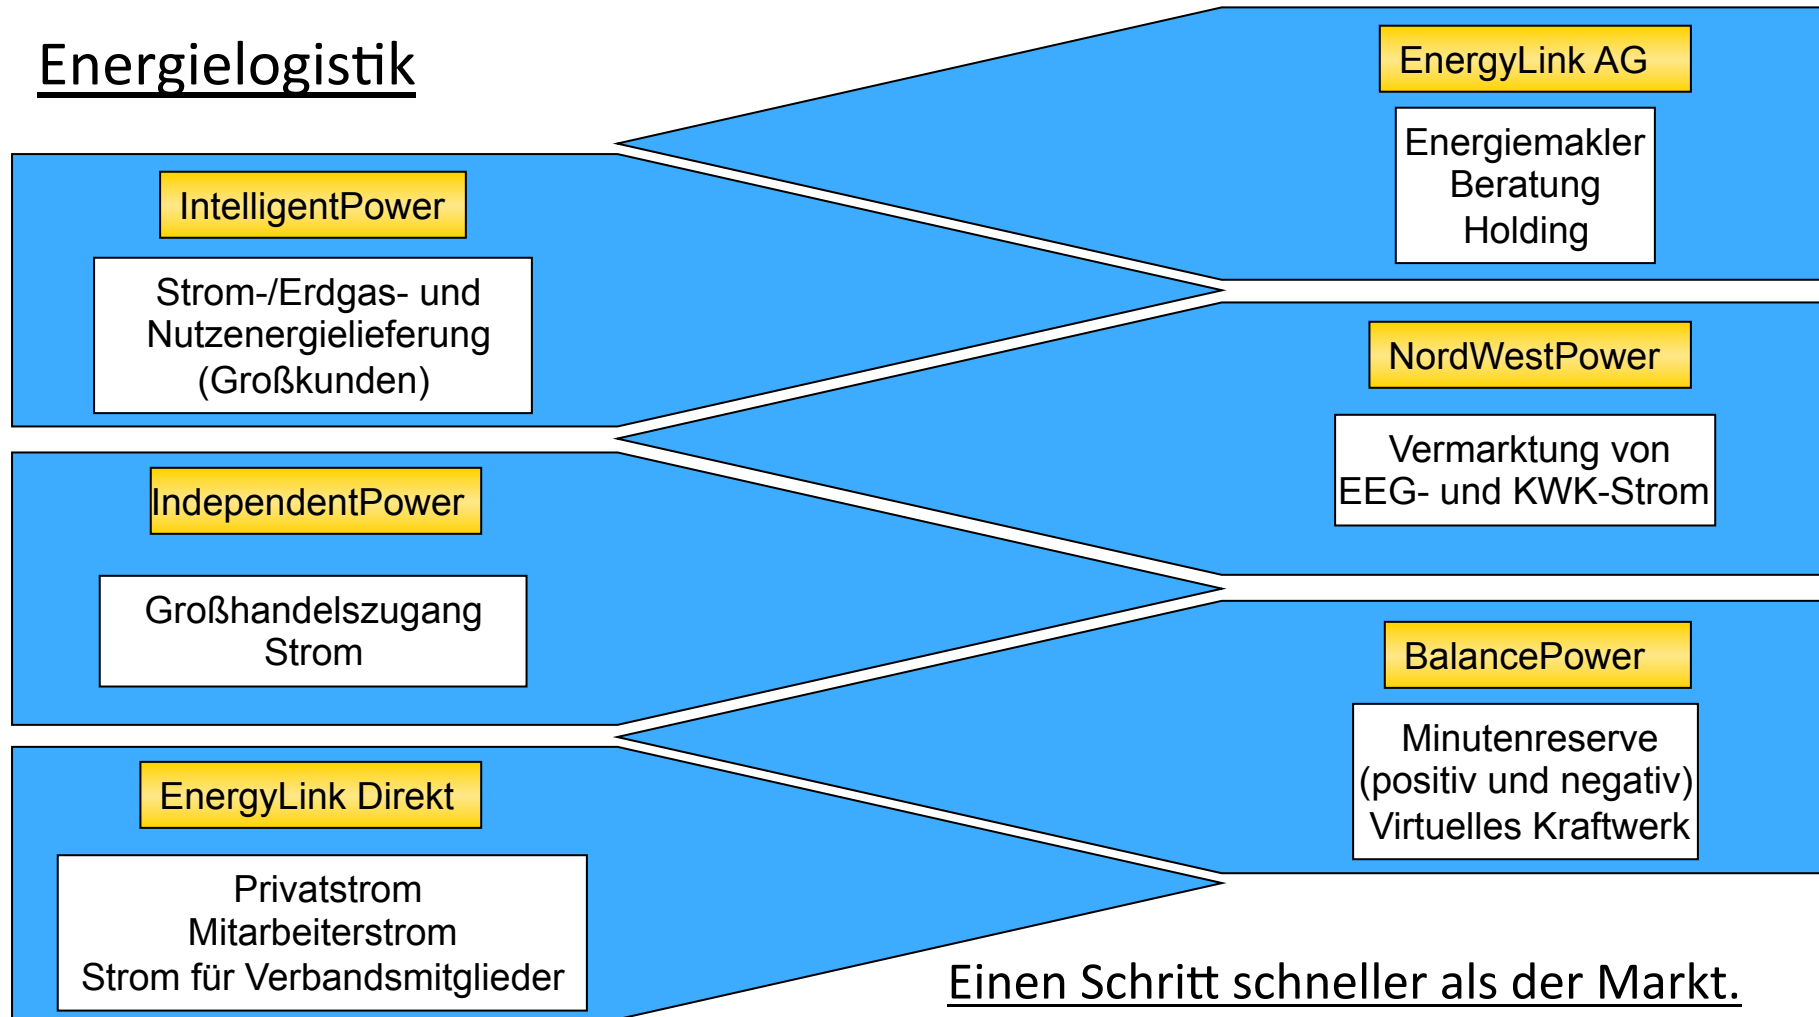 Energielogistik
EnergyLink AG
Energiemakler
Beratung
Holding
IntelligentPower
Strom-/Erdgas- und
Nutzenergielieferung
(Großkunden)
NordWestPower
Vermarktung von
EEG- und KWK-Strom
IndependentPower
Großhandelszugang
Strom
BalancePower
Minutenreserve
(positiv und negativ)
Virtuelles Kraftwerk
EnergyLink Direkt
Privatstrom
Mitarbeiterstrom
Strom für Verbandsmitglieder
Einen Schritt schneller als der Markt.